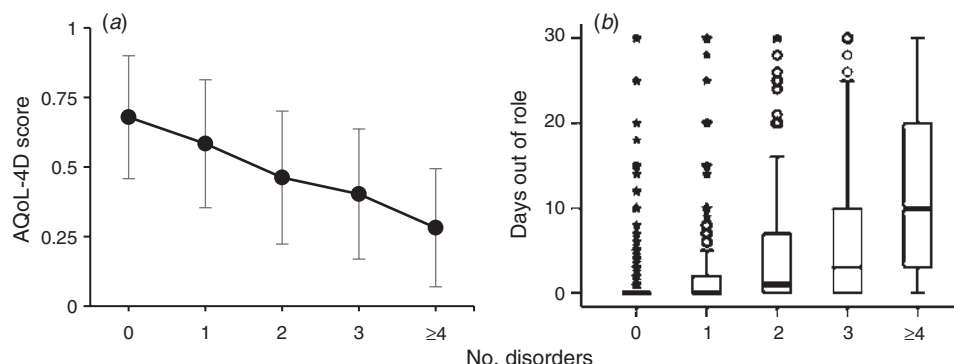 (a)
AQoL-4D score
1
0.75
0.5
0.25
0
0 1 2 3 ≥4
(b)
Days out of role
30
20
10
0
0 1 2 3 ≥4
No. disorders